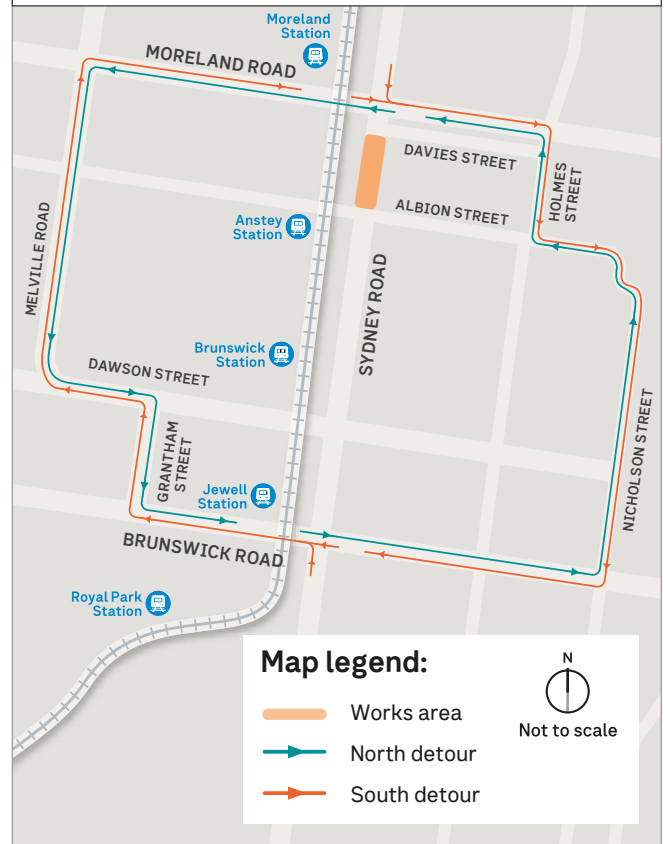 Moreland
Station
MORELAND ROAD
DAVIES STREET
HOLMES
STREET
ALBION STREET
Anstey
Station
MELVILLE ROAD
SYDNEY ROAD
Brunswick
Station
DAWSON STREET
GRANTHAM
STREET
NICHOLSON STREET
Jewell
Station
BRUNSWICK ROAD
Royal Park
Station
Map legend:
Works area
North detour
South detour
N
Not to scale